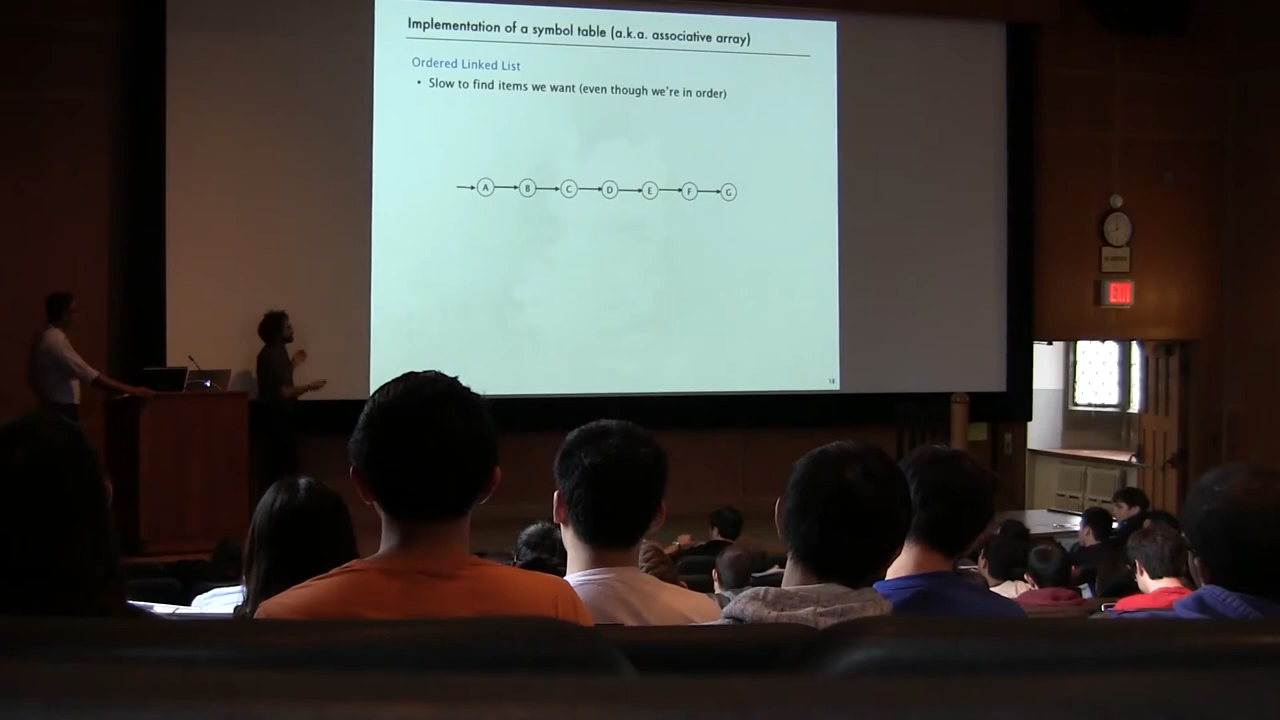 Implementation of a symbol table (a.k.a. associative array)
Ordered Linked List
• Slow to find items we want (even though we're in order)
A B C D E F G
18
EXIT